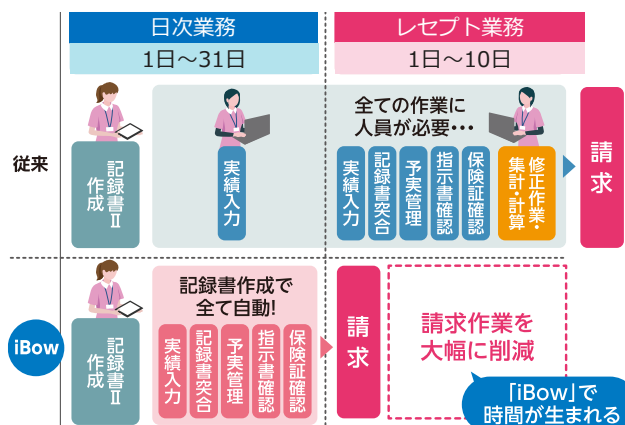 日次業務
レセプト業務
1日～31日
1日～10日
従来
記録書Ⅱ
作成
実績入力
全ての作業に
人員が必要･･･
実績入力
記録書突合
予実管理
指示書確認
保険証確認
修正作業・
集計・計算
請求
iBow
記録書Ⅱ
作成
記録書作成で
全て自動!
実績入力
記録書突合
予実管理
指示書確認
保険証確認
請求
請求作業を
大幅に削減
「iBow」で
時間が生まれる